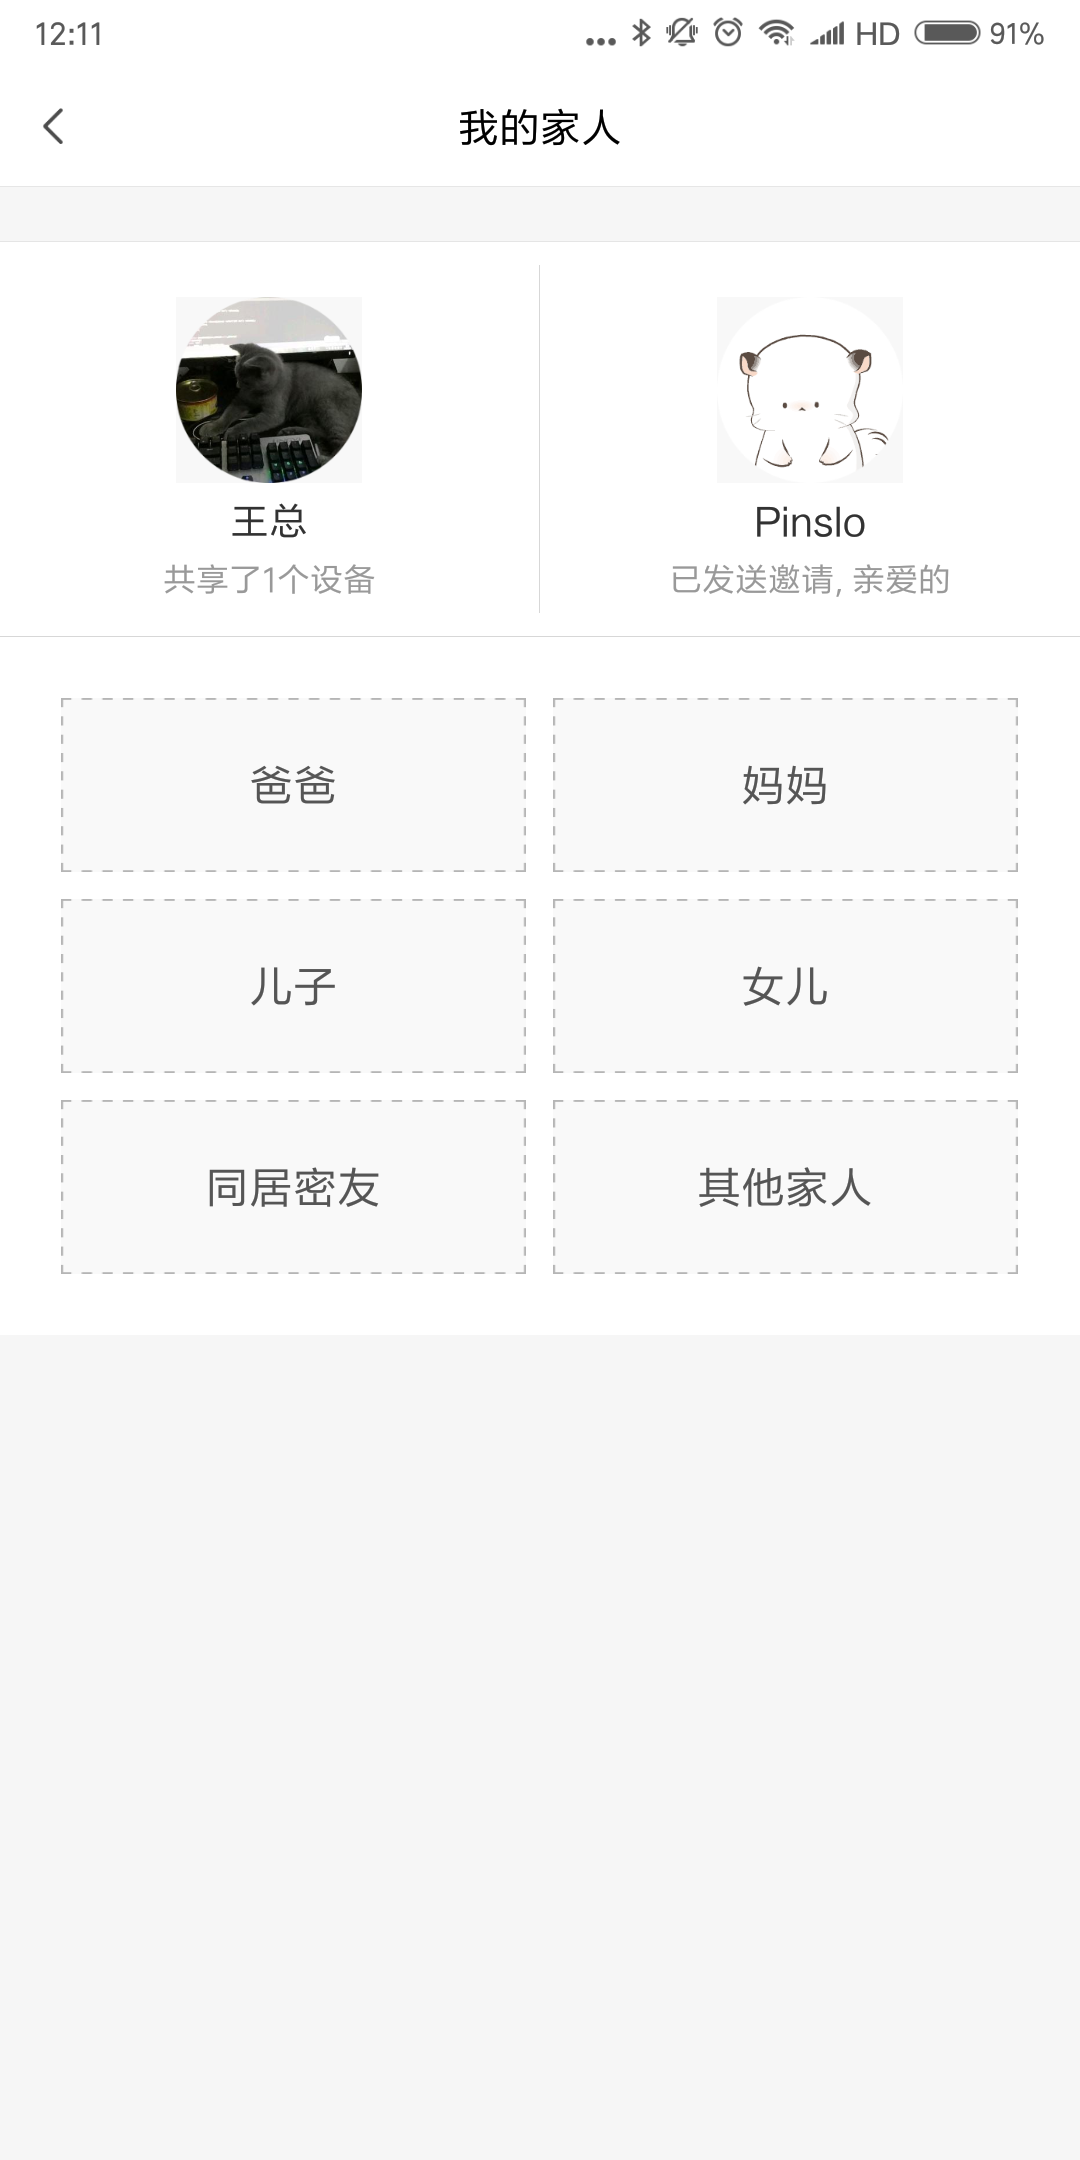 12:11
HD 91%
我的家人
王总
Pinslo
共享了1个设备
已发送邀请, 亲爱的
爸爸
妈妈
儿子
女儿
同居密友
其他家人